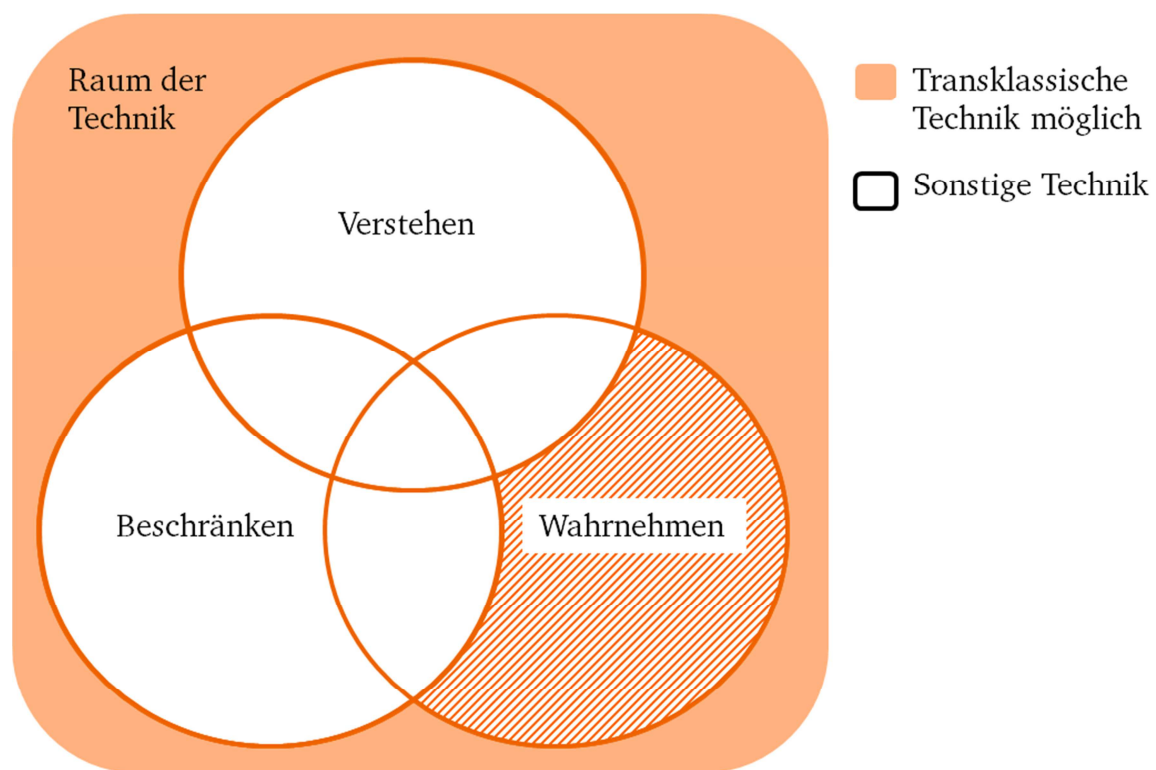 Raum der
Technik
Verstehen
Beschränken
Wahrnehmen
Transklassische
Technik möglich
Sonstige Technik